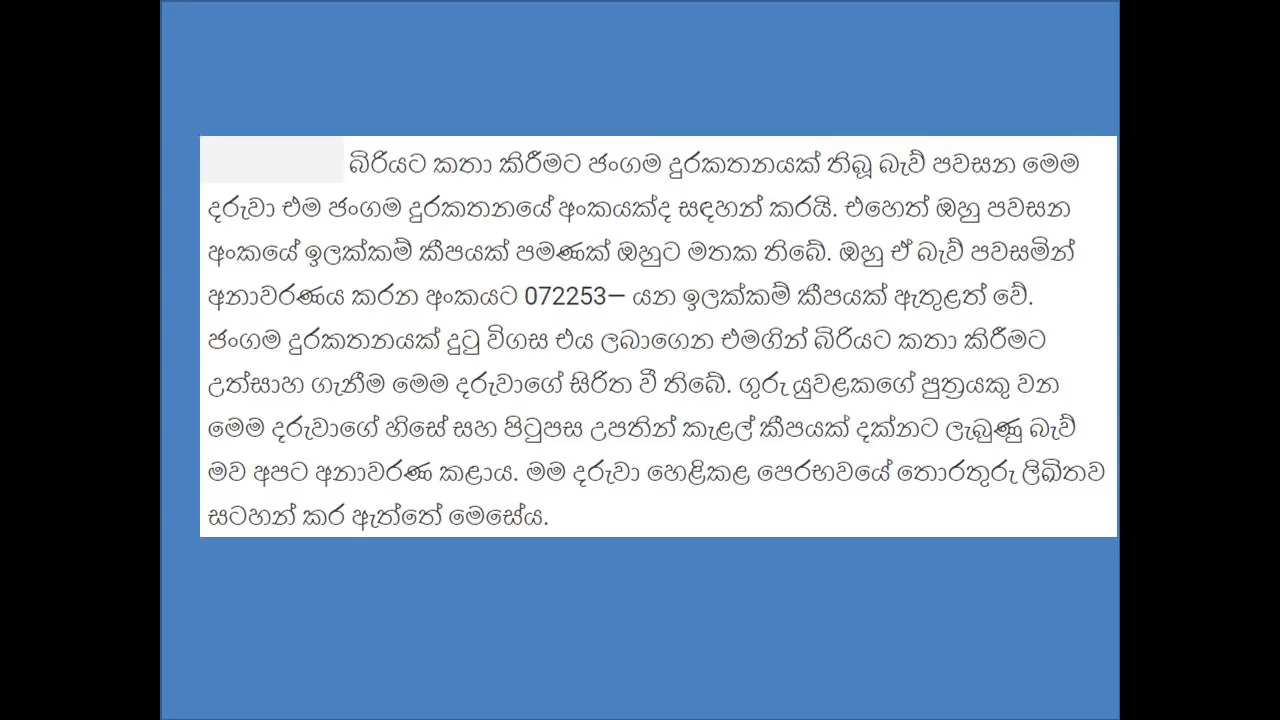 බිරියට කතා කිරීමට ජංගම දුරකතනයක් තිබූ බැව් පවසන මෙම
දරුවා එම ජංගම දුරකතනයේ අංකයක්ද සඳහන් කරයි. එහෙත් ඔහු පවසන
අංකයේ ඉලක්කම් කීපයක් පමණක් ඔහුට මතක තිබේ. ඔහු ඒ බැව් පවසමින්
අනාවරණය කරන අංකයට 072253– යන ඉලක්කම් කීපයක් ඇතුළත් වේ.
ජංගම දුරකතනයක් දුටු විගස එය ලබාගෙන එමගින් බිරියට කතා කිරීමට
උත්සාහ ගැනීම මෙම දරුවාගේ සිරිත වී තිබේ. ගුරු යුවළකගේ පුත්‍රයකු වන
මෙම දරුවාගේ හිසේ සහ පිටුපස උපතින් කැළල් කීපයක් දක්නට ලැබුණු බැව්
මව අපට අනාවරණ කළාය. මම දරුවා හෙළිකළ පෙරභවයේ තොරතුරු ලිඛිතව
සටහන් කර ඇත්තේ මෙසේය.